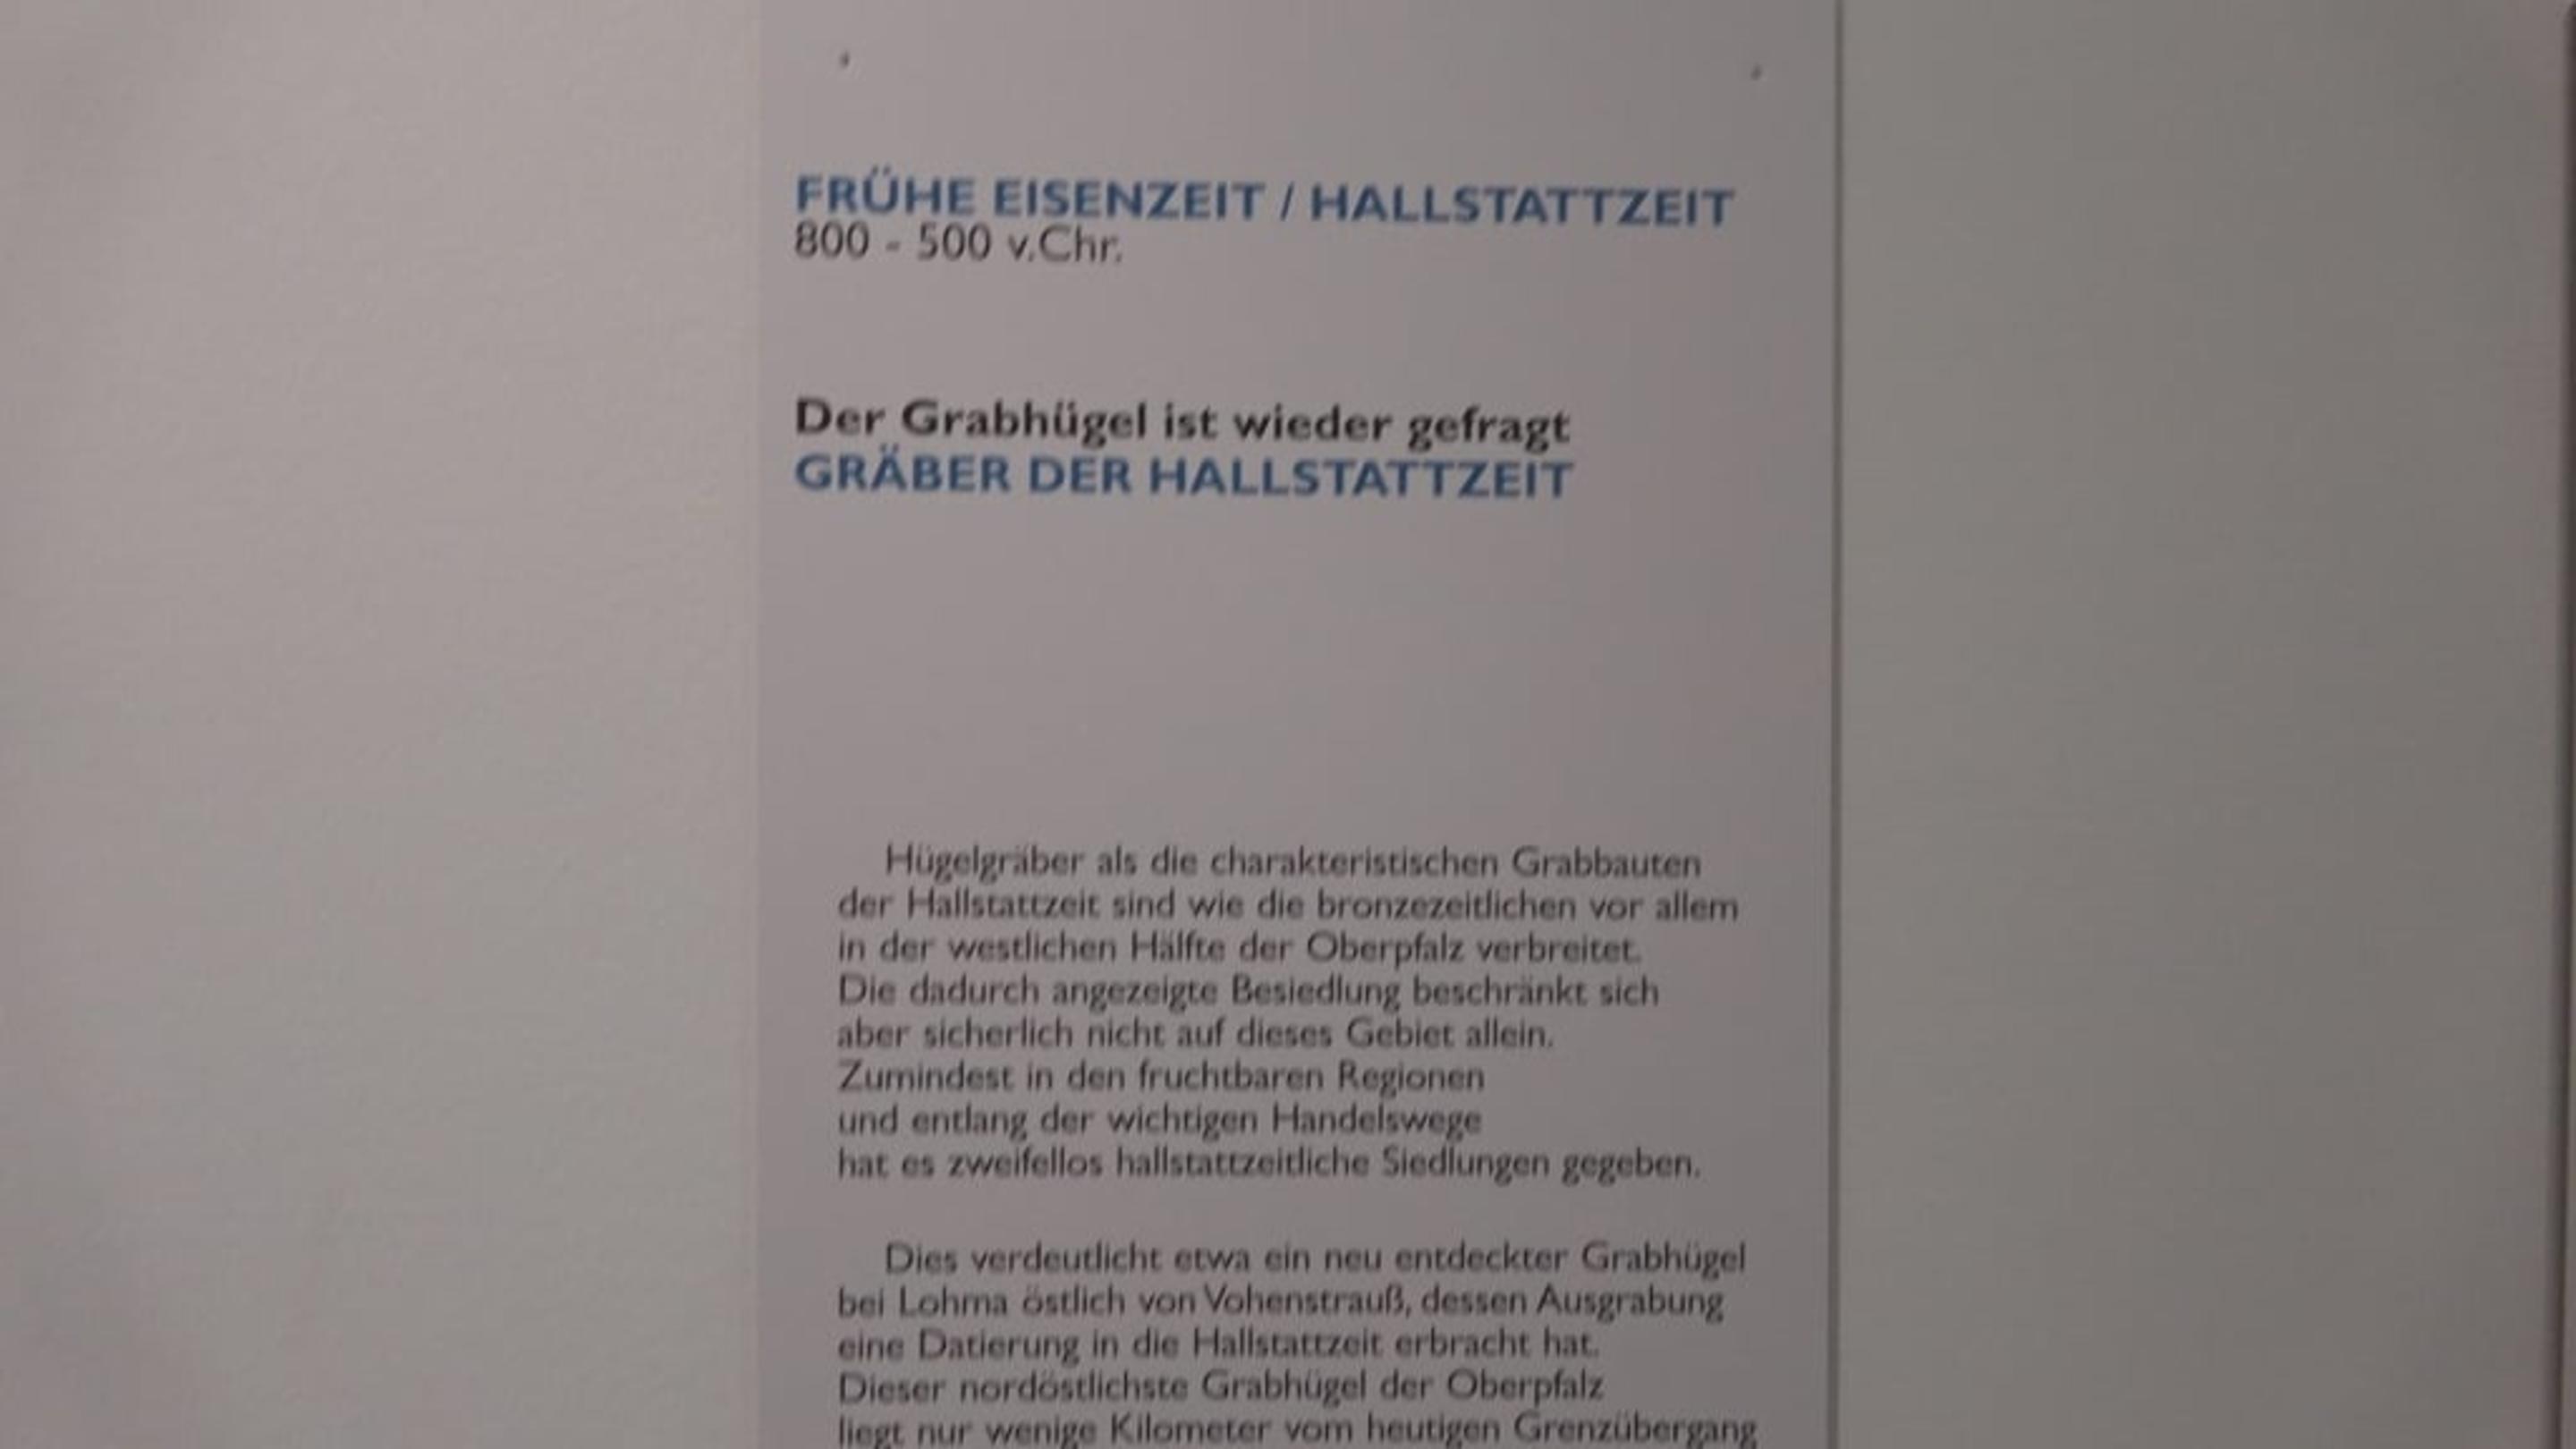 FRÜHE EISENZEIT / HALLSTATTZEIT
800 - 500 v.Chr.
Der Grabhügel ist wieder gefragt
GRÄBER DER HALLSTATTZEIT
Hügelgräber als die charakteristischen Grabbauten
der Hallstattzeit sind wie die bronzezeitlichen vor allem
in der westlichen Hälfte der Oberpfalz verbreitet.
Die dadurch angezeigte Besiedlung beschränkt sich
aber sicherlich nicht auf dieses Gebiet allein.
Zumindest in den fruchtbaren Regionen
und entlang der wichtigen Handelswege
hat es zweifellos hallstattzeitliche Siedlungen gegeben.
Dies verdeutlicht etwa ein neu entdeckter Grabhügel
bei Lohma östlich von Vohenstrauß, dessen Ausgrabung
eine Datierung in die Hallstattzeit erbracht hat.
Dieser nordöstlichste Grabhügel der Oberpfalz
liegt nur wenige Kilometer vom heutigen Grenzübergang